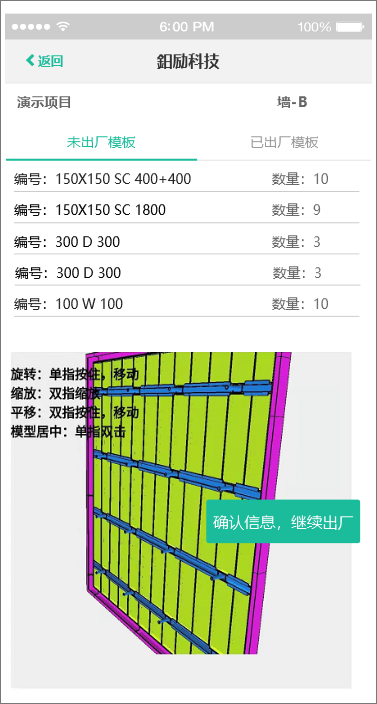 6:00 PM 100%
返回 鉬励科技
演示项目 墙-B
未出厂模板 已出厂模板
编号：150X150 SC 400+400 数量：10
编号：150X150 SC 1800 数量：9
编号：300 D 300 数量：3
编号：300 D 300 数量：3
编号：100 W 100 数量：10
旋转：单指按住，移动
缩放：双指缩放
平移：双指按住，移动
模型居中：单指双击
确认信息，继续出厂